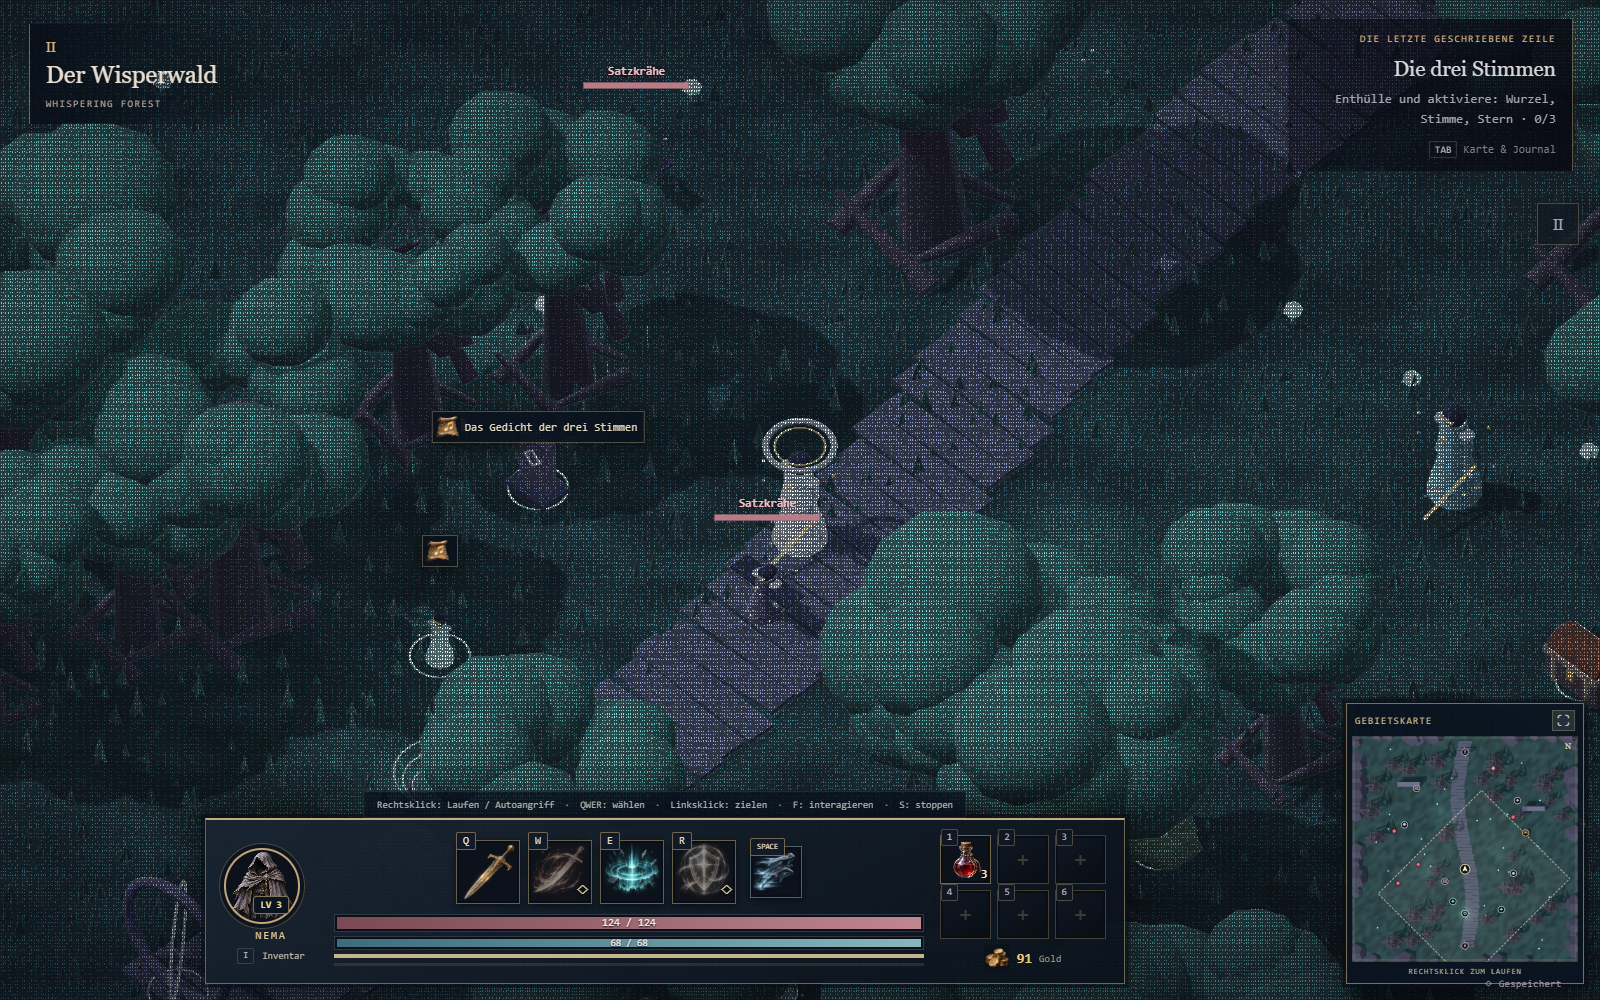 II
Der Wisperwald
WHISPERING FOREST
Satzkrähe
DIE LETZTE GESCHRIEBENE ZEILE
Die drei Stimmen
Enthülle und aktiviere: Wurzel,
Stimme, Stern · 0/3
TAB Karte & Journal
II
Das Gedicht der drei Stimmen
Satzkrähe
GEBIETSKARTE
N
RECHTSKLICK ZUM LAUFEN
◇ Gespeichert
Rechtsklick: Laufen / Autoangriff · QWER: wählen · Linksklick: zielen · F: interagieren · S: stoppen
Q W E R SPACE
1 2 3
3
4 5 6
LV 3
NEMA
I Inventar
124 / 124
68 / 68
91 Gold